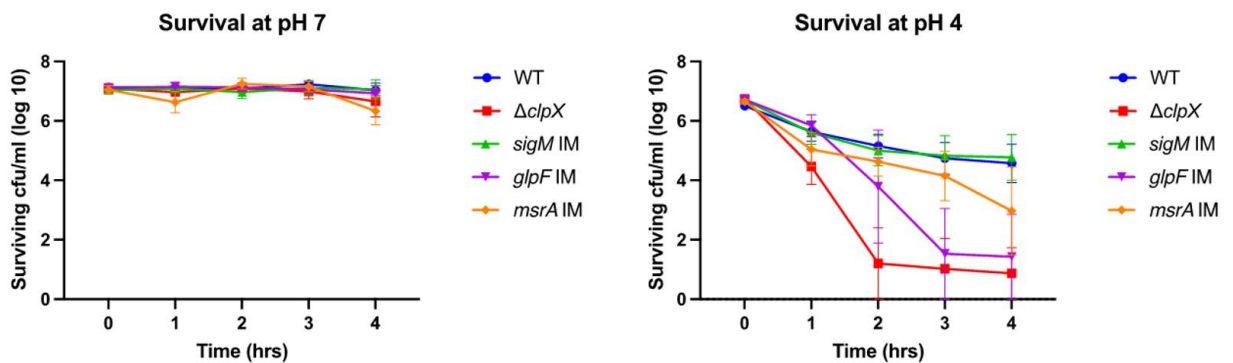 Survival at pH 7
Surviving cfu/ml (log 10)
8
6
4
2
0
0 1 2 3 4
Time (hrs)
WT
ΔclpX
sigM IM
glpF IM
msrA IM
Survival at pH 4
Surviving cfu/ml (log 10)
8
6
4
2
0
0 1 2 3 4
Time (hrs)
WT
ΔclpX
sigM IM
glpF IM
msrA IM